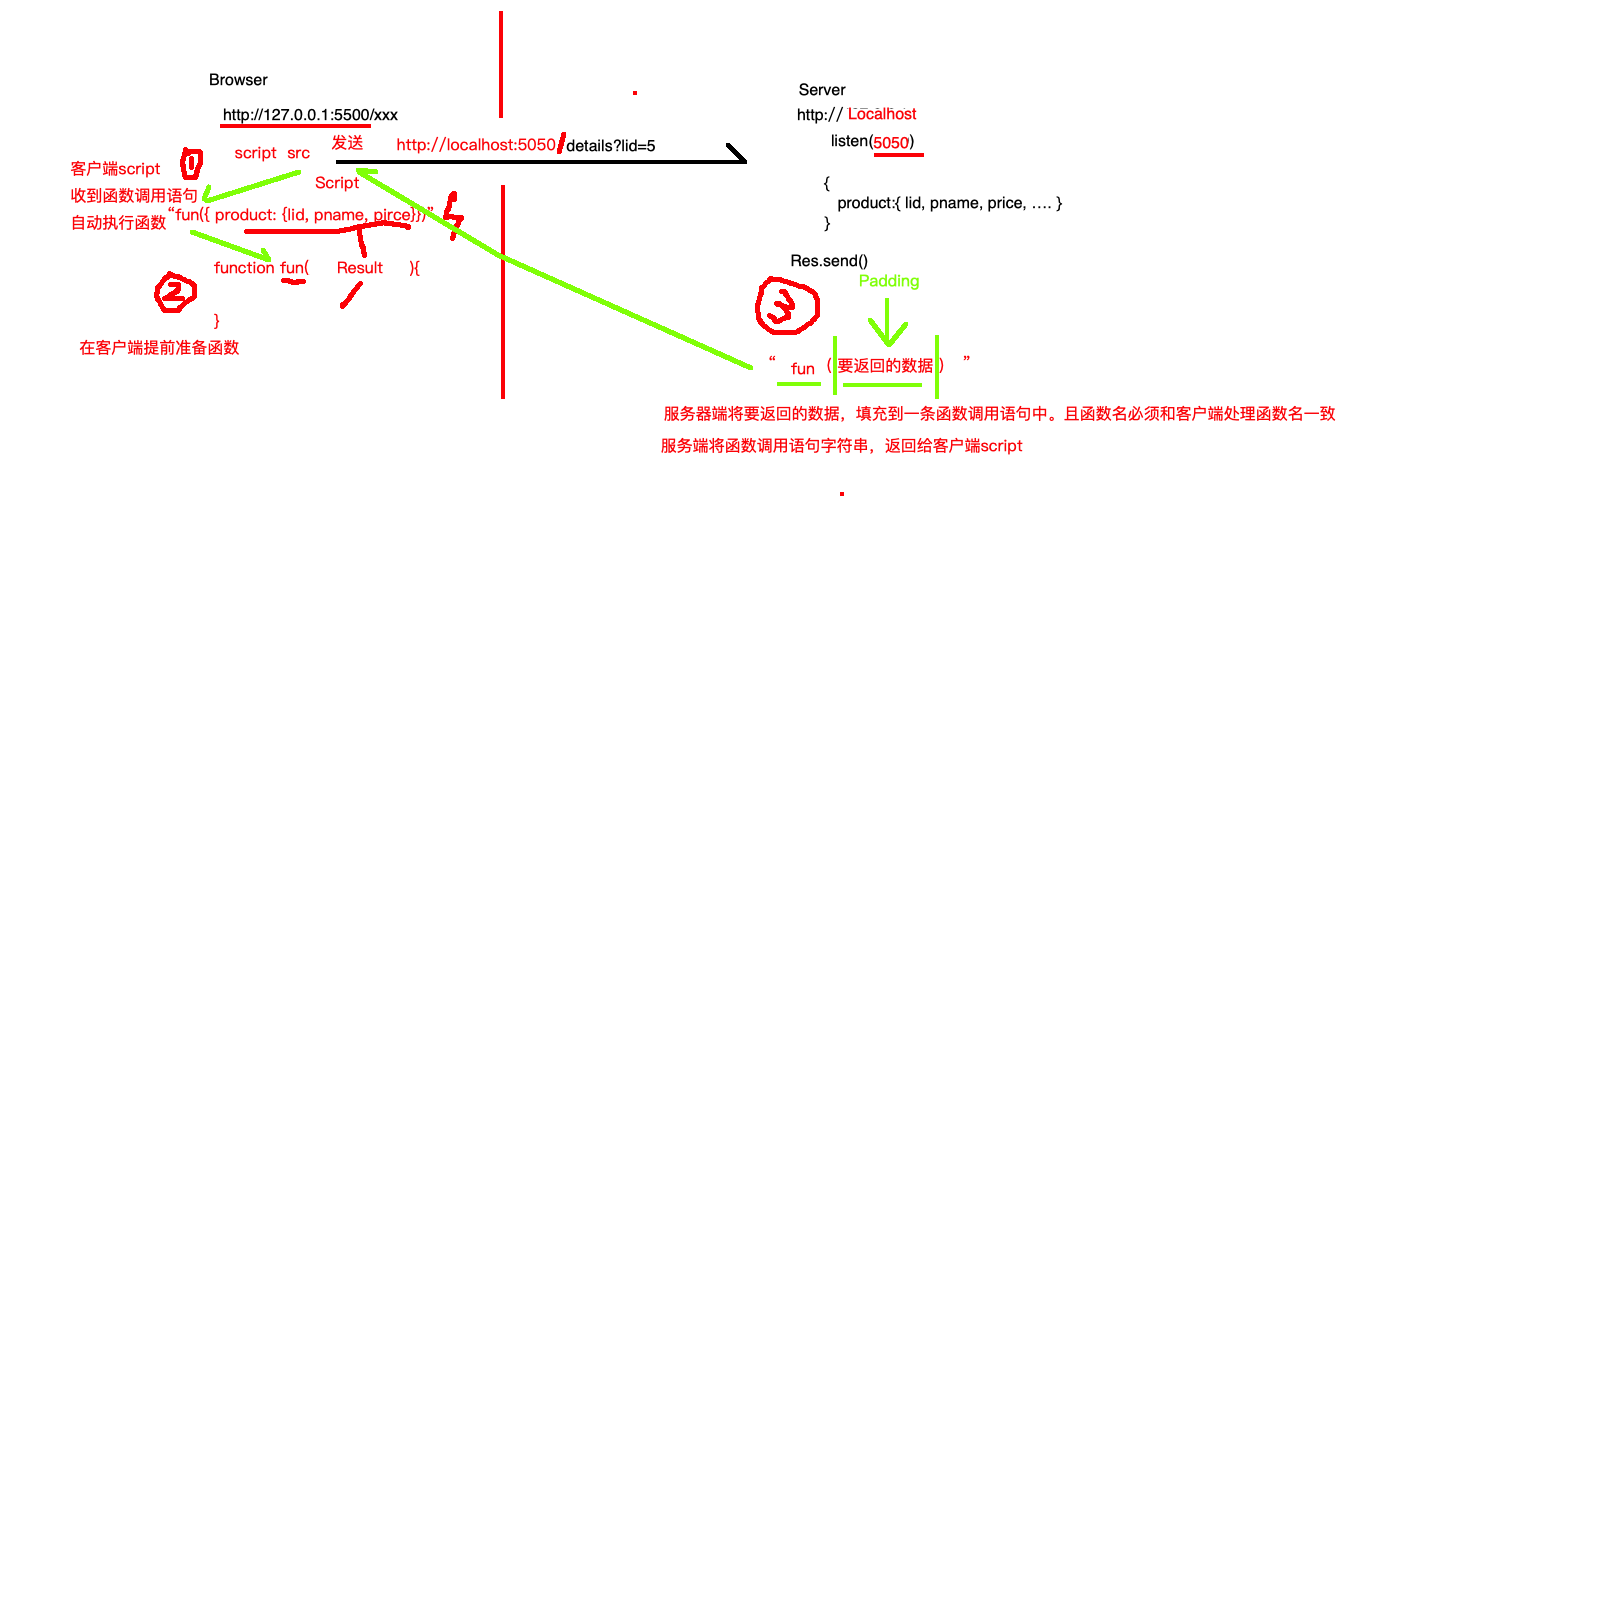 Browser
http://127.0.0.1:5500/xxx
script src 发送 http://localhost:5050/details?lid=5
Script
客户端script ①
收到函数调用语句
自动执行函数
“fun({ product: {lid, pname, pirce}})” 4
function fun( Result ){
②
}
在客户端提前准备函数
Server
http:// Localhost
listen(5050)
{
product:{ lid, pname, price, .... }
}
Res.send()
Padding
③
“ fun ( 要返回的数据 ) ”
服务器端将要返回的数据，填充到一条函数调用语句中。且函数名必须和客户端处理函数名一致
服务端将函数调用语句字符串，返回给客户端script